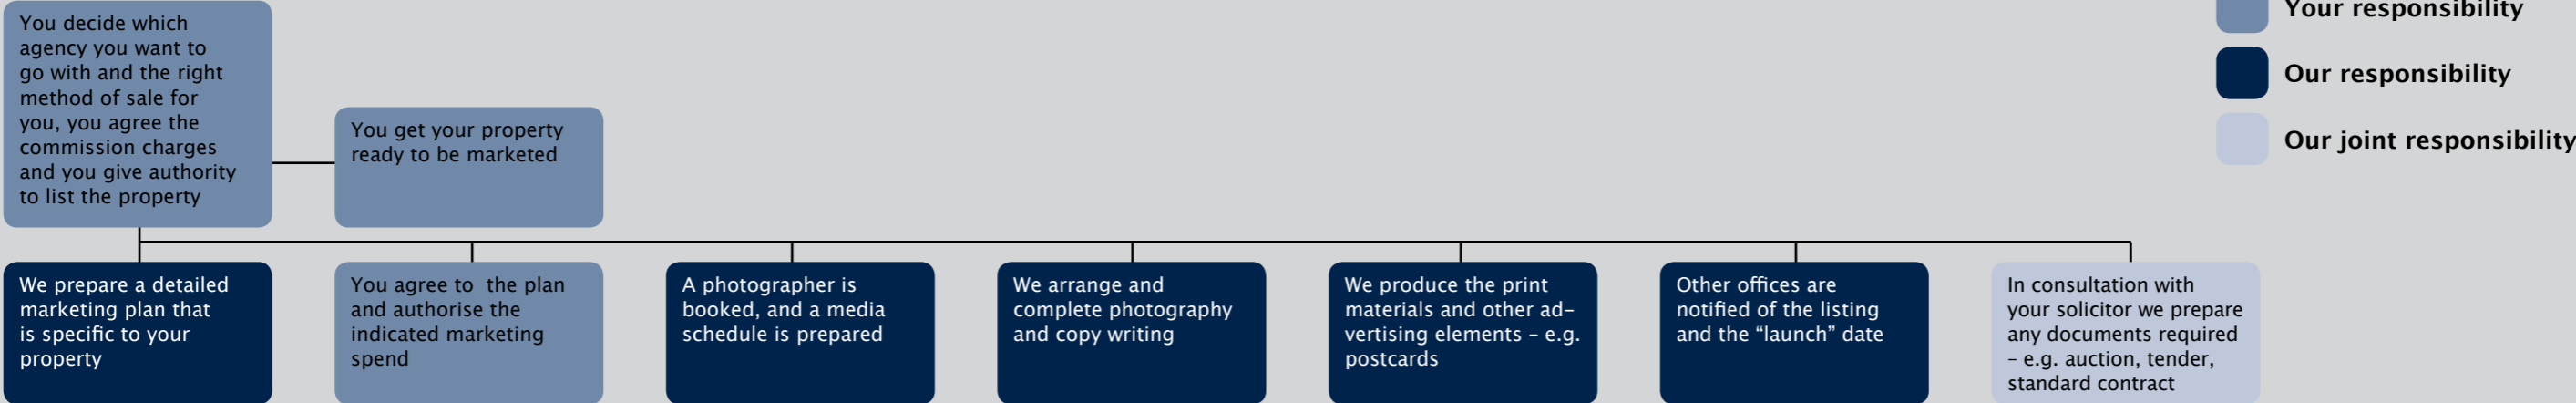 You decide which
agency you want to
go with and the right
method of sale for
you, you agree the
commission charges
and you give authority
to list the property
You get your property
ready to be marketed
Your responsibility
Our responsibility
Our joint responsibility
We prepare a detailed
marketing plan that
is specific to your
property
You agree to  the plan
and authorise the
indicated marketing
spend
A photographer is
booked, and a media
schedule is prepared
We arrange and
complete photography
and copy writing
We produce the print
materials and other ad-
vertising elements – e.g.
postcards
Other offices are
notified of the listing
and the “launch” date
In consultation with
your solicitor we prepare
any documents required
– e.g. auction, tender,
standard contract